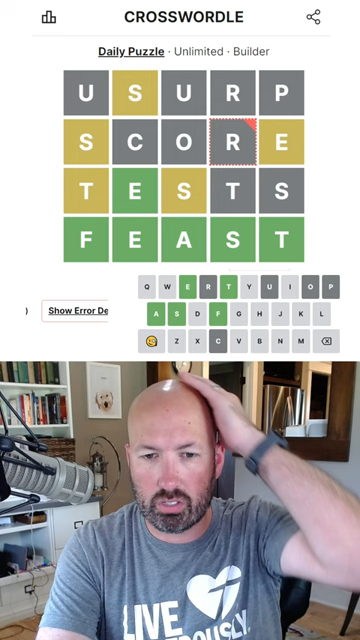 CROSSWORDLE
Daily Puzzle · Unlimited · Builder
U S U R P
S C O R E
T E S T S
F E A S T
Q W E R T Y U I O P
A S D F G H J K L
Z X C V B N M
) Show Error De
LIVE